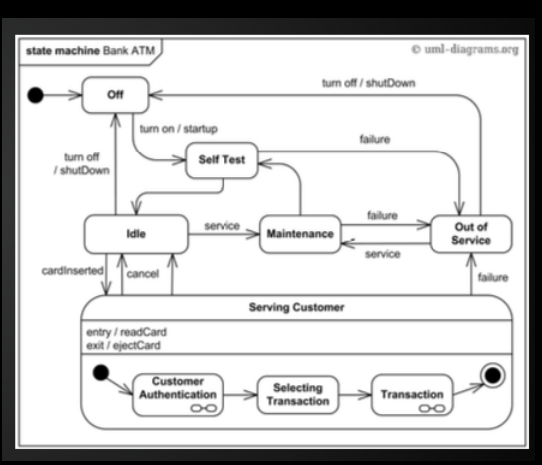 state machine Bank ATM
© uml-diagrams.org
turn off / shutDown
Off
turn on / startup
failure
turn off
/ shutDown
Self Test
Idle
service
Maintenance
failure
service
Out of
Service
cardInserted
cancel
failure
Serving Customer
entry / readCard
exit / ejectCard
Customer
Authentication
Selecting
Transaction
Transaction